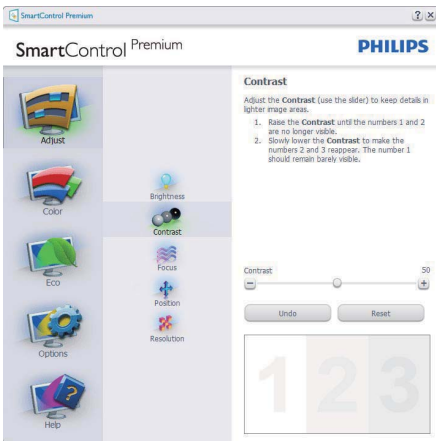 SmartControl Premium
SmartControl Premium
PHILIPS
Adjust
Color
Eco
Options
Help
Brightness
Contrast
Focus
Position
Resolution
Contrast
Adjust the Contrast (use the slider) to keep details in
lighter image areas.
1. Raise the Contrast until the numbers 1 and 2
are no longer visible.
2. Slowly lower the Contrast to make the
numbers 2 and 3 reappear. The number 1
should remain barely visible.
Contrast 50
Undo Reset
1 2 3